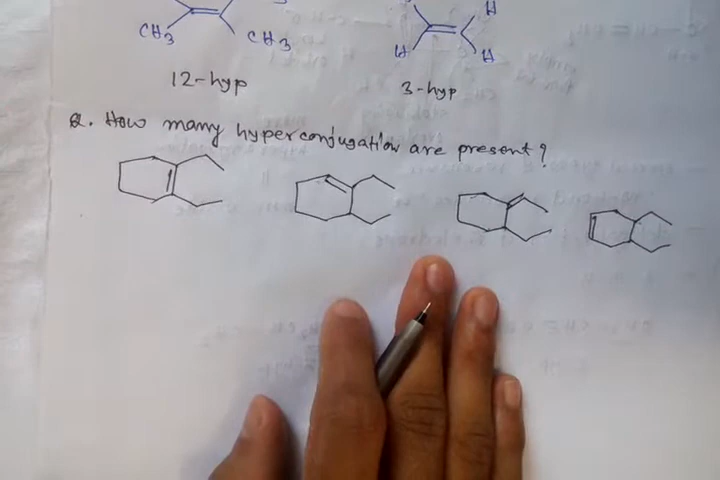 CH3 CH3 H H
12-hyp 3-hyp
Q. How many hyperconjugation are present?